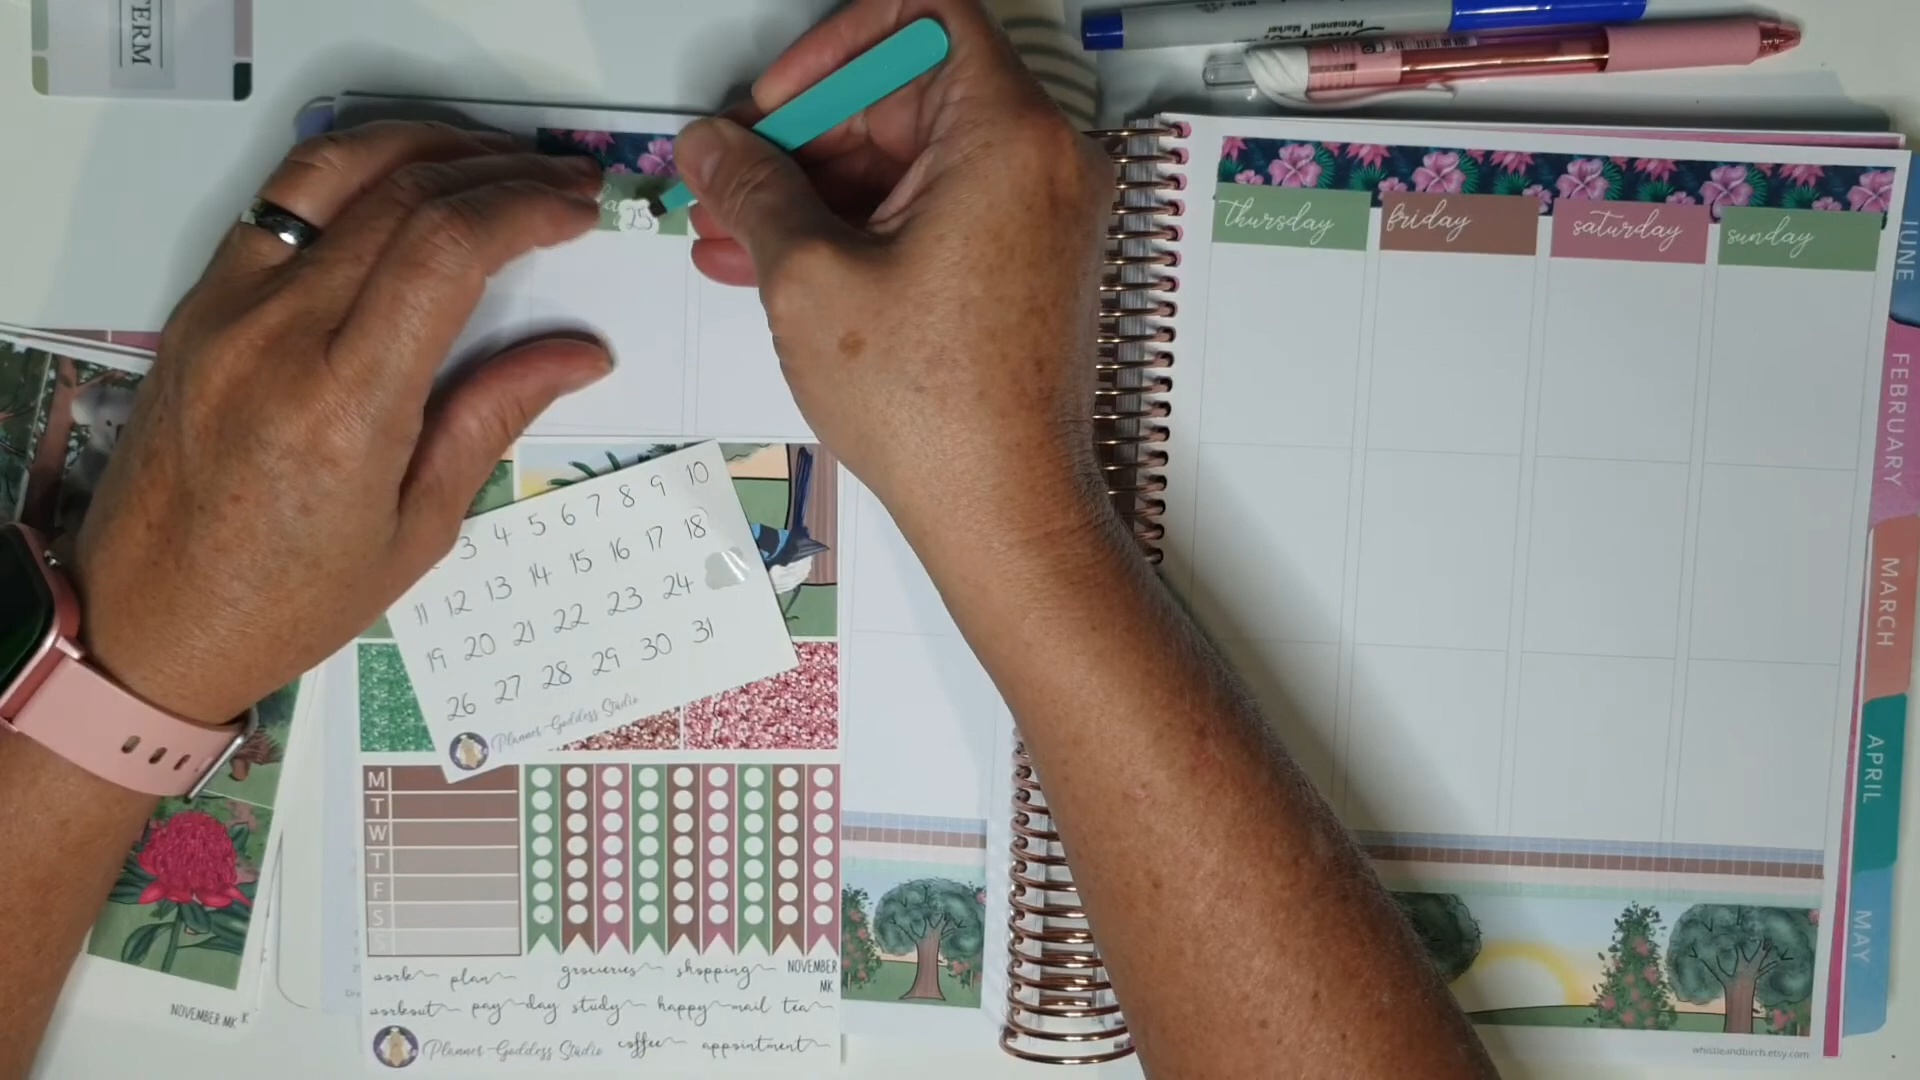 TERM
Permanent Marker
25
thursday
friday
saturday
sunday
JUNE
FEBRUARY
MARCH
APRIL
MAY
3 4 5 6 7 8 9 10
11 12 13 14 15 16 17 18
19 20 21 22 23 24
26 27 28 29 30 31
Planner Goddess Studio
M
T
W
T
F
S
S
work plan groceries shopping NOVEMBER MK
workout pay day study happy mail tea
Planner Goddess Studio coffee appointment
NOVEMBER MK
whistleandbirch.etsy.com